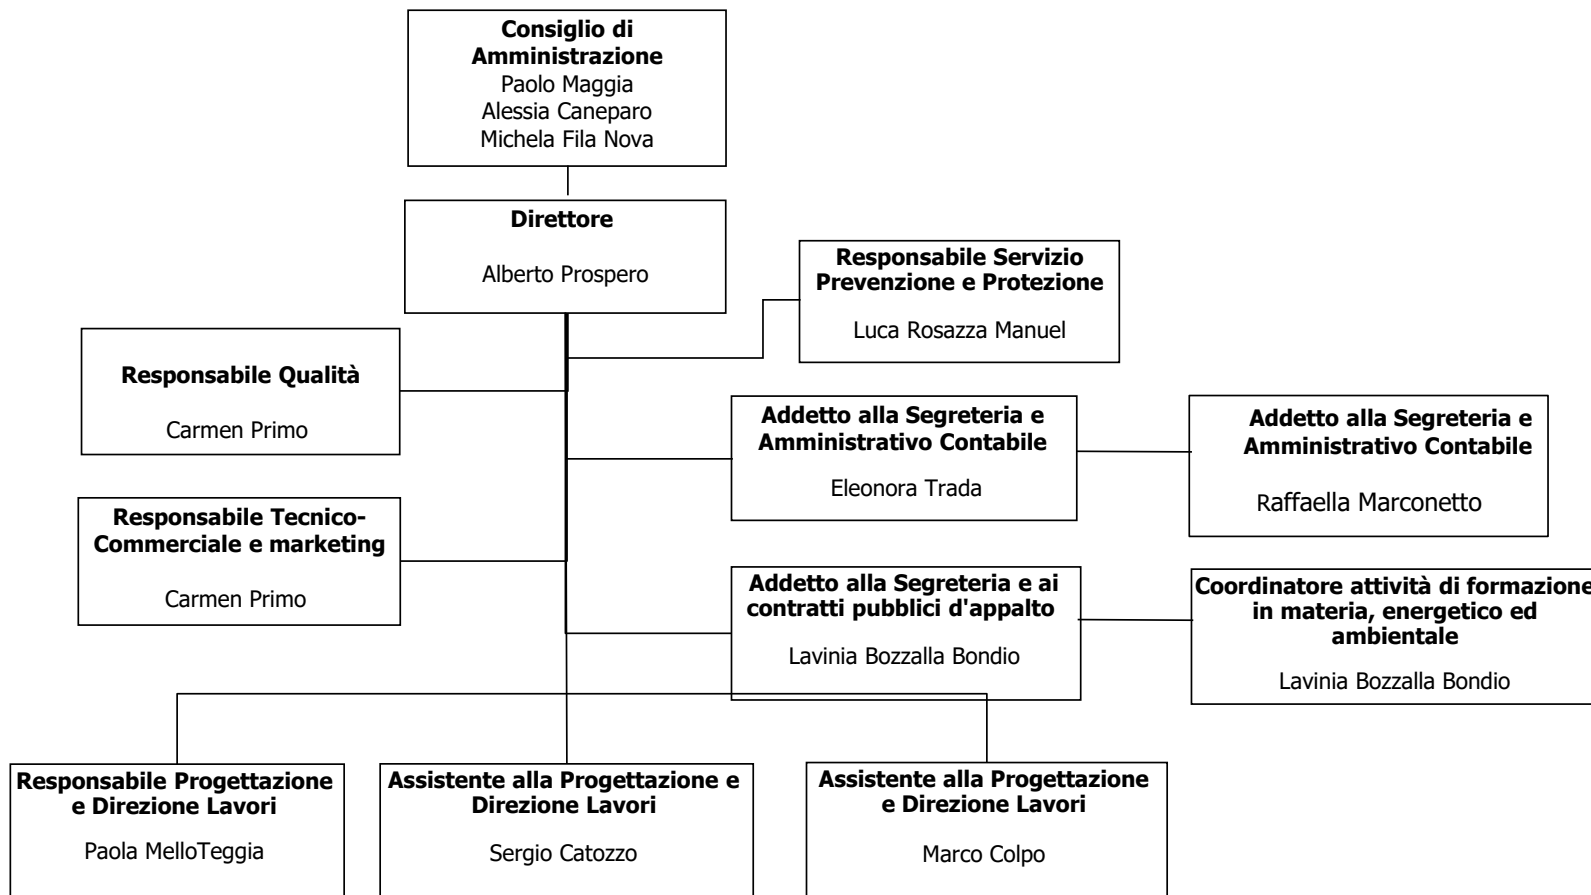 Consiglio di
Amministrazione
Paolo Maggia
Alessia Caneparo
Michela Fila Nova
Direttore
Alberto Prospero
Responsabile Servizio
Prevenzione e Protezione
Luca Rosazza Manuel
Responsabile Qualità
Carmen Primo
Addetto alla Segreteria e
Amministrativo Contabile
Eleonora Trada
Addetto alla Segreteria e
Amministrativo Contabile
Raffaella Marconetto
Responsabile Tecnico-
Commerciale e marketing
Carmen Primo
Addetto alla Segreteria e ai
contratti pubblici d'appalto
Lavinia Bozzalla Bondio
Coordinatore attività di formazione
in materia, energetico ed
ambientale
Lavinia Bozzalla Bondio
Responsabile Progettazione
e Direzione Lavori
Paola MelloTeggia
Assistente alla Progettazione e
Direzione Lavori
Sergio Catozzo
Assistente alla Progettazione
e Direzione Lavori
Marco Colpo